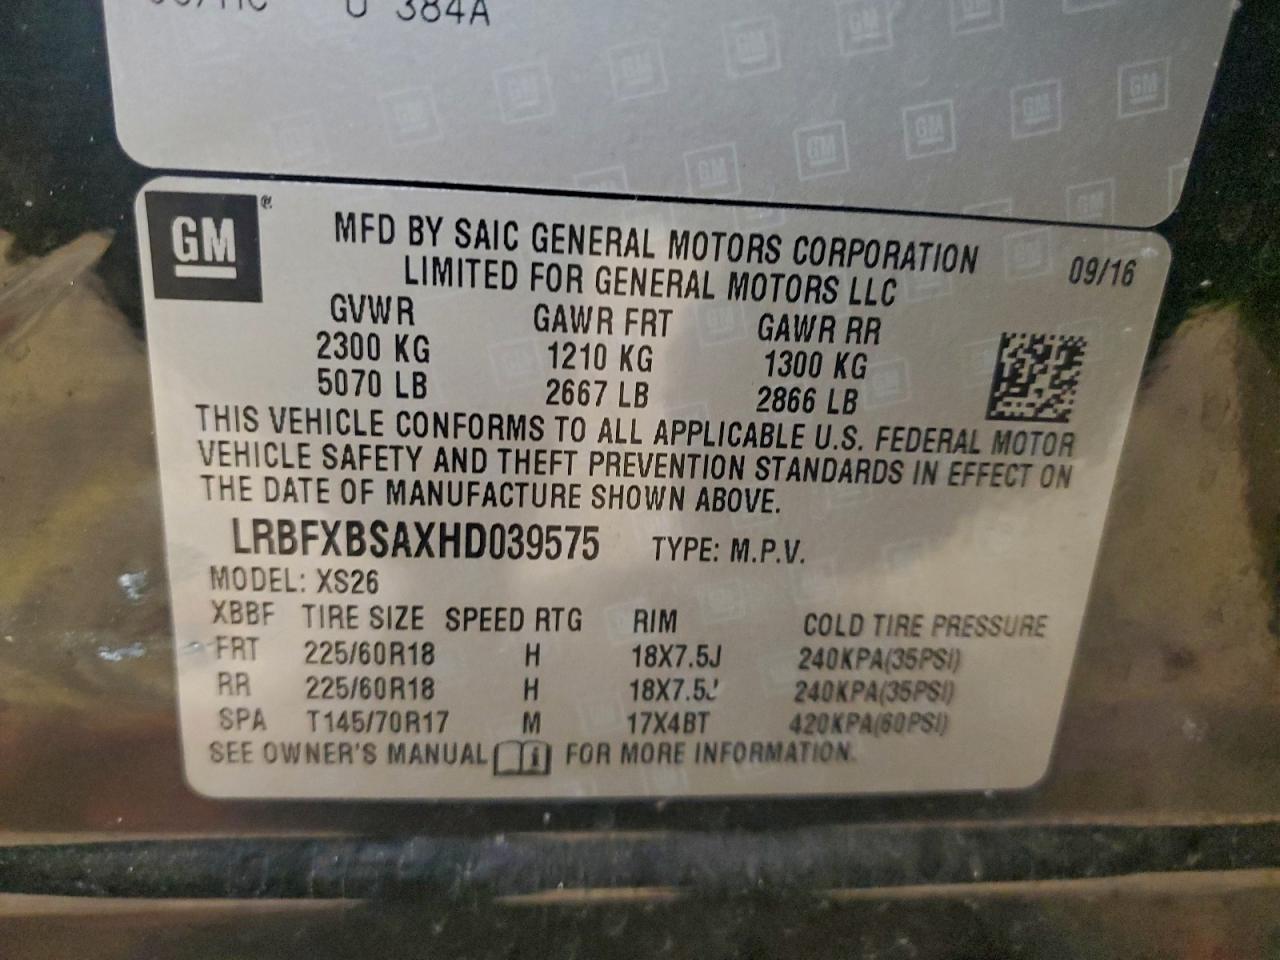 384A
GM
MFD BY SAIC GENERAL MOTORS CORPORATION
LIMITED FOR GENERAL MOTORS LLC
09/16
GVWR GAWR FRT GAWR RR
2300 KG 1210 KG 1300 KG
5070 LB 2667 LB 2866 LB
THIS VEHICLE CONFORMS TO ALL APPLICABLE U.S. FEDERAL MOTOR
VEHICLE SAFETY AND THEFT PREVENTION STANDARDS IN EFFECT ON
THE DATE OF MANUFACTURE SHOWN ABOVE.
LRBFXBSAXHD039575 TYPE: M.P.V.
MODEL: XS26
XBBF TIRE SIZE SPEED RTG RIM COLD TIRE PRESSURE
FRT 225/60R18 H 18X7.5J 240KPA(35PSI)
RR 225/60R18 H 18X7.5J 240KPA(35PSI)
SPA T145/70R17 M 17X4BT 420KPA(60PSI)
SEE OWNER'S MANUAL FOR MORE INFORMATION.